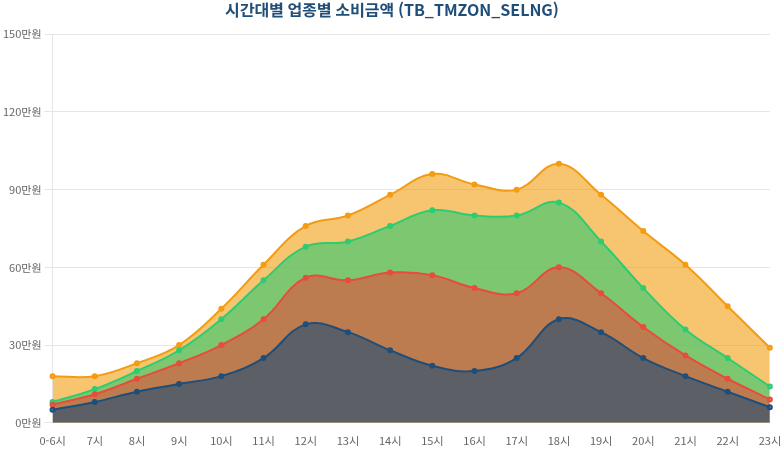 시간대별 업종별 소비금액 (TB_TMZON_SELNG)
150만원
120만원
90만원
60만원
30만원
0만원
0-6시 7시 8시 9시 10시 11시 12시 13시 14시 15시 16시 17시 18시 19시 20시 21시 22시 23시